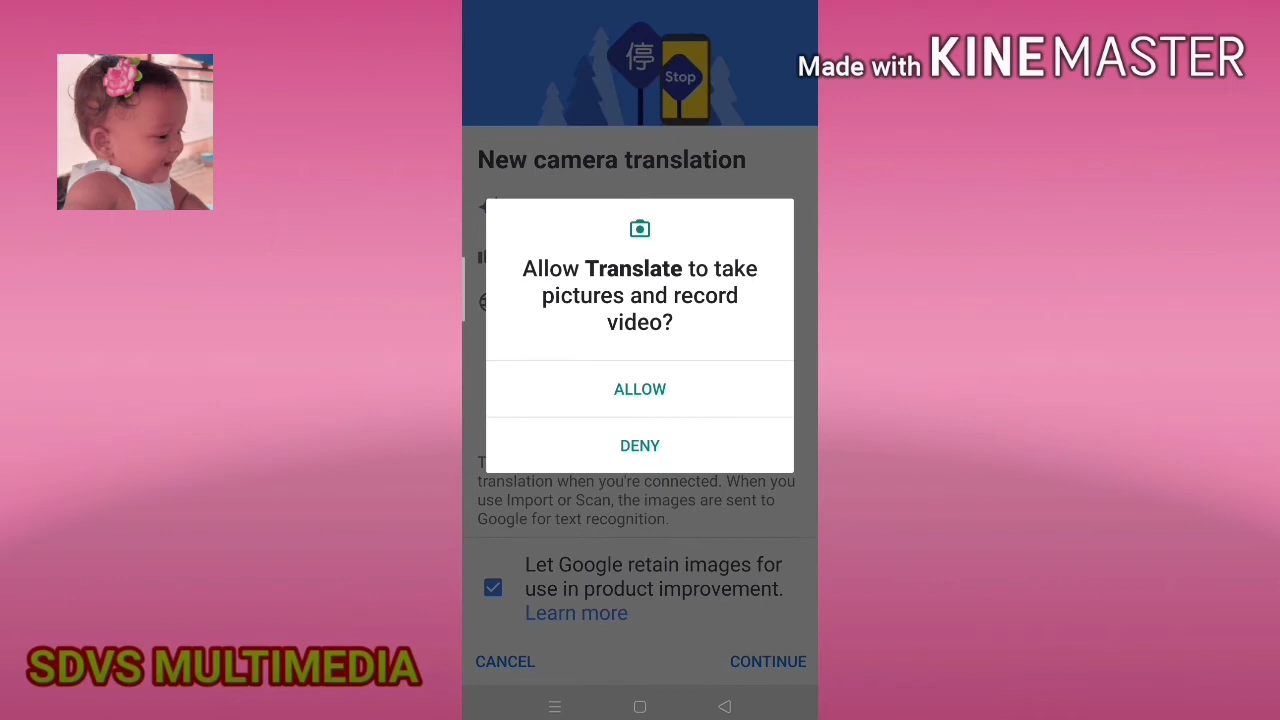 停
Stop
Made with KINEMASTER
New camera translation
Allow Translate to take
pictures and record
video?
ALLOW
DENY
translation when you're connected. When you
use Import or Scan, the images are sent to
Google for text recognition.
Let Google retain images for
use in product improvement.
Learn more
CANCEL
CONTINUE
SDVS MULTIMEDIA